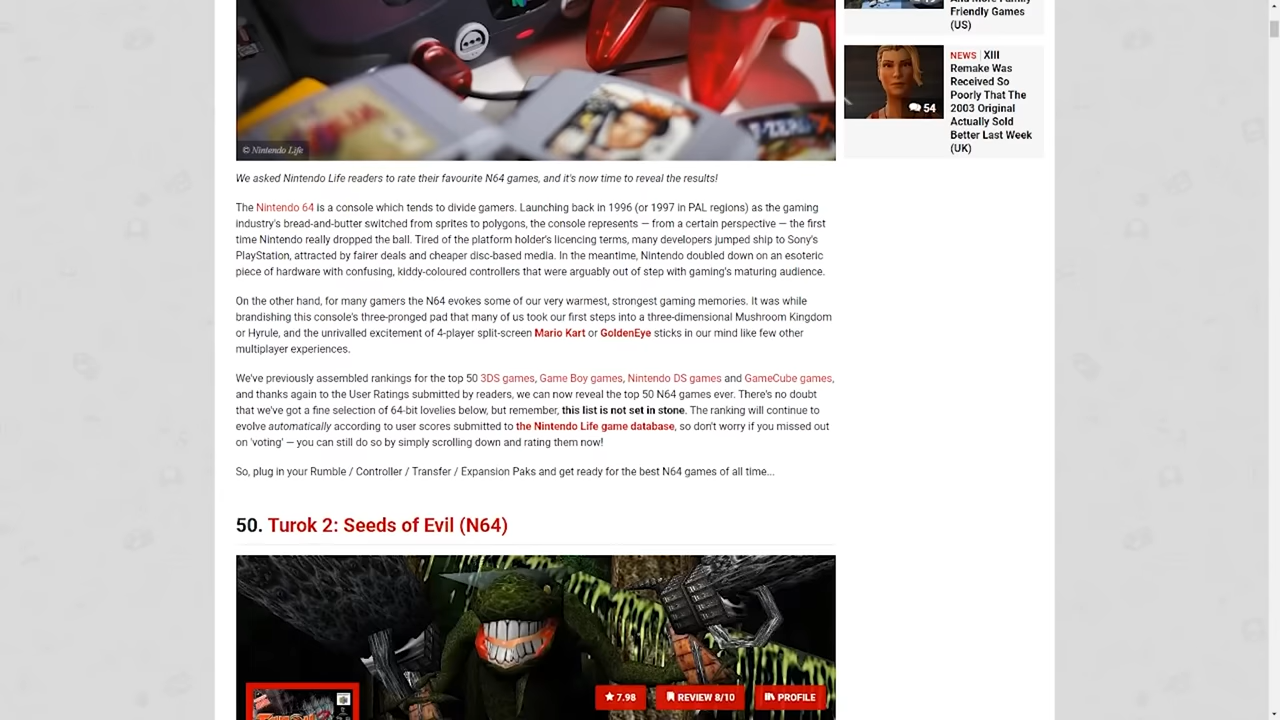 And More Family
Friendly Games
(US)
NEWS XIII
Remake Was
Received So
Poorly That The
2003 Original
Actually Sold
Better Last Week
(UK)
54
© Nintendo Life
We asked Nintendo Life readers to rate their favourite N64 games, and it's now time to reveal the results!
The Nintendo 64 is a console which tends to divide gamers. Launching back in 1996 (or 1997 in PAL regions) as the gaming
industry's bread-and-butter switched from sprites to polygons, the console represents — from a certain perspective — the first
time Nintendo really dropped the ball. Tired of the platform holder's licencing terms, many developers jumped ship to Sony's
PlayStation, attracted by fairer deals and cheaper disc-based media. In the meantime, Nintendo doubled down on an esoteric
piece of hardware with confusing, kiddy-coloured controllers that were arguably out of step with gaming's maturing audience.
On the other hand, for many gamers the N64 evokes some of our very warmest, strongest gaming memories. It was while
brandishing this console's three-pronged pad that many of us took our first steps into a three-dimensional Mushroom Kingdom
or Hyrule, and the unrivalled excitement of 4-player split-screen Mario Kart or GoldenEye sticks in our mind like few other
multiplayer experiences.
We've previously assembled rankings for the top 50 3DS games, Game Boy games, Nintendo DS games and GameCube games,
and thanks again to the User Ratings submitted by readers, we can now reveal the top 50 N64 games ever. There's no doubt
that we've got a fine selection of 64-bit lovelies below, but remember, this list is not set in stone. The ranking will continue to
evolve automatically according to user scores submitted to the Nintendo Life game database, so don't worry if you missed out
on 'voting' — you can still do so by simply scrolling down and rating them now!
So, plug in your Rumble / Controller / Transfer / Expansion Paks and get ready for the best N64 games of all time...
50. Turok 2: Seeds of Evil (N64)
7.98
REVIEW 8/10
PROFILE